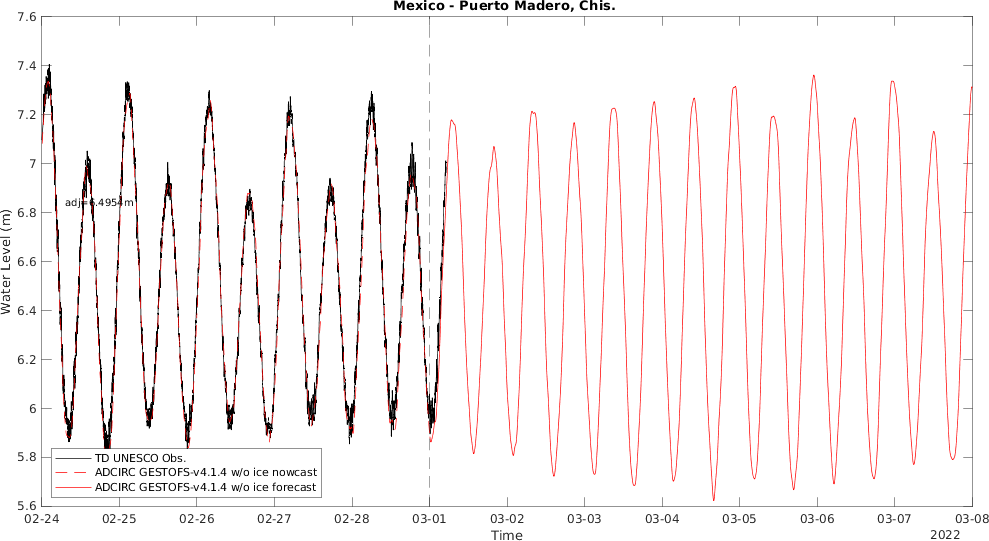 Mexico - Puerto Madero, Chis.
7.6
7.4
7.2
7
6.8
6.6
6.4
6.2
6
5.8
5.6
Water Level (m)
adj=6.4954m
TD UNESCO Obs.
ADCIRC GESTOFS-v4.1.4 w/o ice nowcast
ADCIRC GESTOFS-v4.1.4 w/o ice forecast
02-24 02-25 02-26 02-27 02-28 03-01 03-02 03-03 03-04 03-05 03-06 03-07 03-08
Time
2022